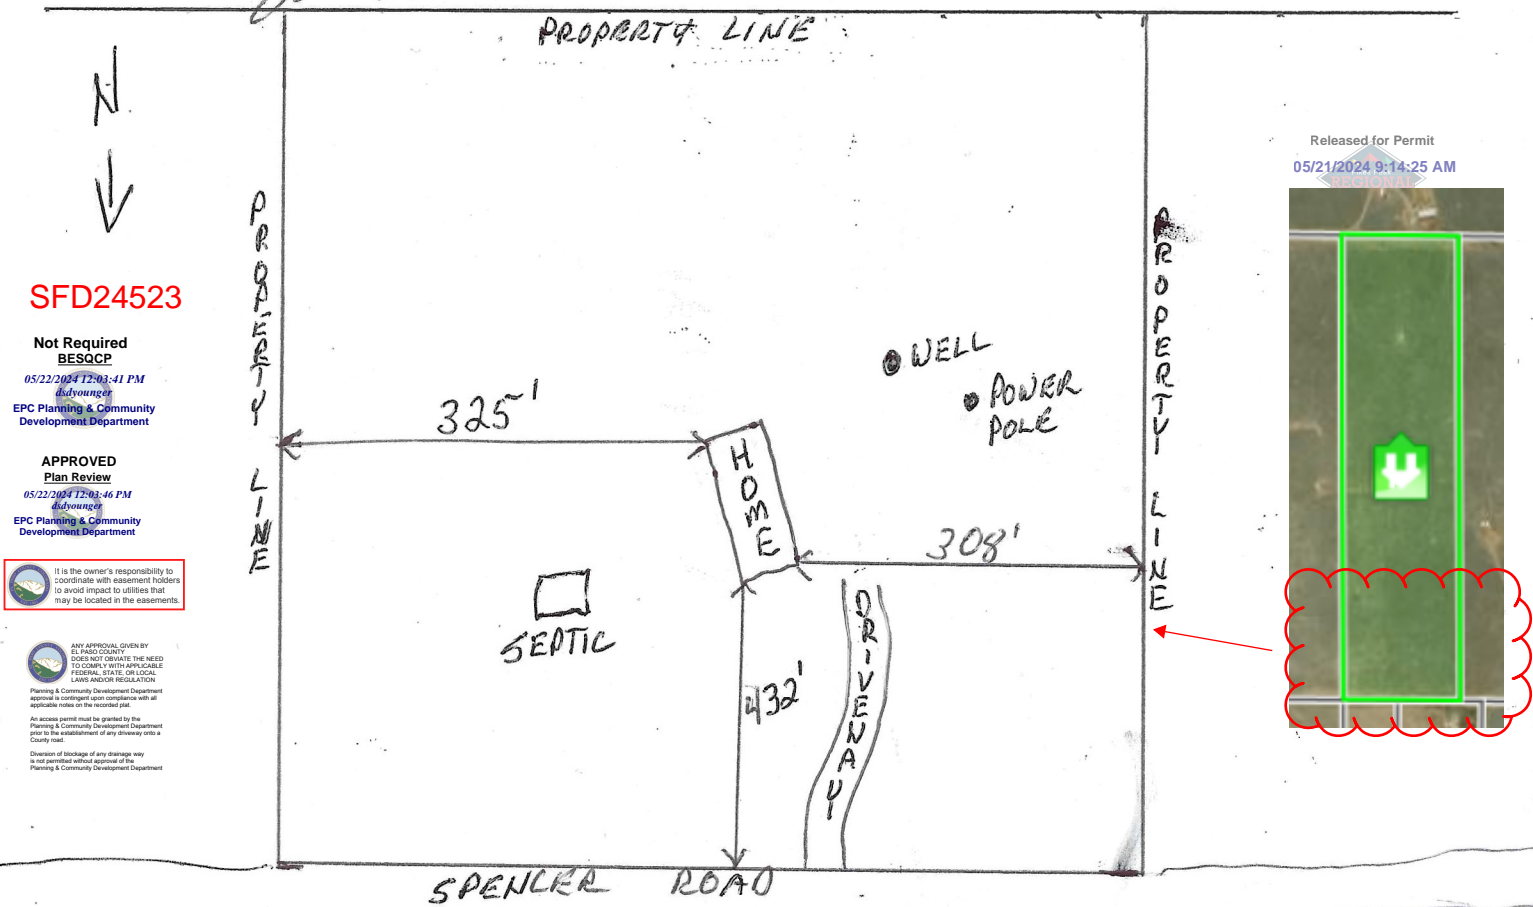 PROPERTY LINE
N
PROPERTY LINE
PROPERTY LINE
SFD24523
Not Required
BESQCP
05/22/2024 12:03:41 PM
dsdyounger
EPC Planning & Community
Development Department
APPROVED
Plan Review
05/22/2024 12:03:46 PM
dsdyounger
EPC Planning & Community
Development Department
It is the owner's responsibility to
coordinate with easement holders
to avoid impact to utilities that
may be located in the easements.
ANY APPROVAL GIVEN BY
EL PASO COUNTY
DOES NOT OBVIATE THE NEED
TO COMPLY WITH APPLICABLE
FEDERAL, STATE, OR LOCAL
LAWS AND/OR REGULATION
Planning & Community Development Department
approval is contingent upon compliance with all
applicable notes on the recorded plat.
An access permit must be granted by the
Planning & Community Development Department
prior to the establishment of any driveway onto a
County road.
Diversion of blockage of any drainage way
is not permitted without approval of the
Planning & Community Development Department
325'
WELL
POWER
POLE
HOME
308'
SEPTIC
432'
DRIVEWAY
SPENCER ROAD
Released for Permit
05/21/2024 9:14:25 AM
REGIONAL